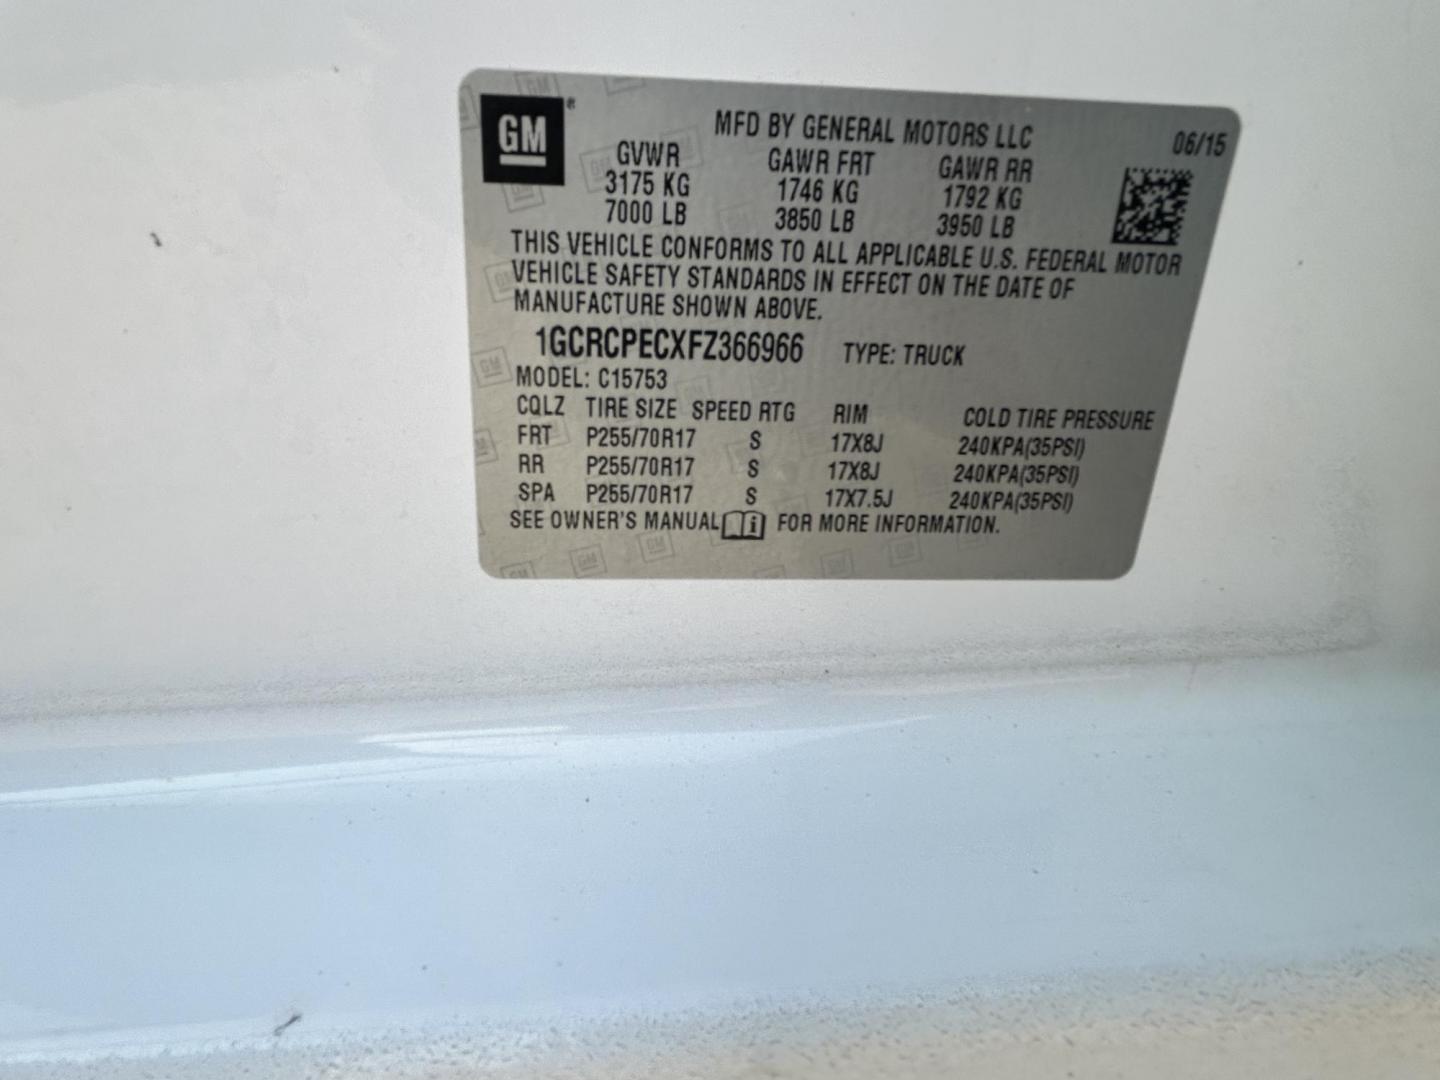 GM
MFD BY GENERAL MOTORS LLC 06/15
GVWR GAWR FRT GAWR RR
3175 KG 1746 KG 1792 KG
7000 LB 3850 LB 3950 LB
THIS VEHICLE CONFORMS TO ALL APPLICABLE U.S. FEDERAL MOTOR
VEHICLE SAFETY STANDARDS IN EFFECT ON THE DATE OF
MANUFACTURE SHOWN ABOVE.
1GCRCPECXFZ366966 TYPE: TRUCK
MODEL: C15753
CQLZ TIRE SIZE SPEED RTG RIM COLD TIRE PRESSURE
FRT P255/70R17 S 17X8J 240KPA(35PSI)
RR P255/70R17 S 17X8J 240KPA(35PSI)
SPA P255/70R17 S 17X7.5J 240KPA(35PSI)
SEE OWNER'S MANUAL FOR MORE INFORMATION.